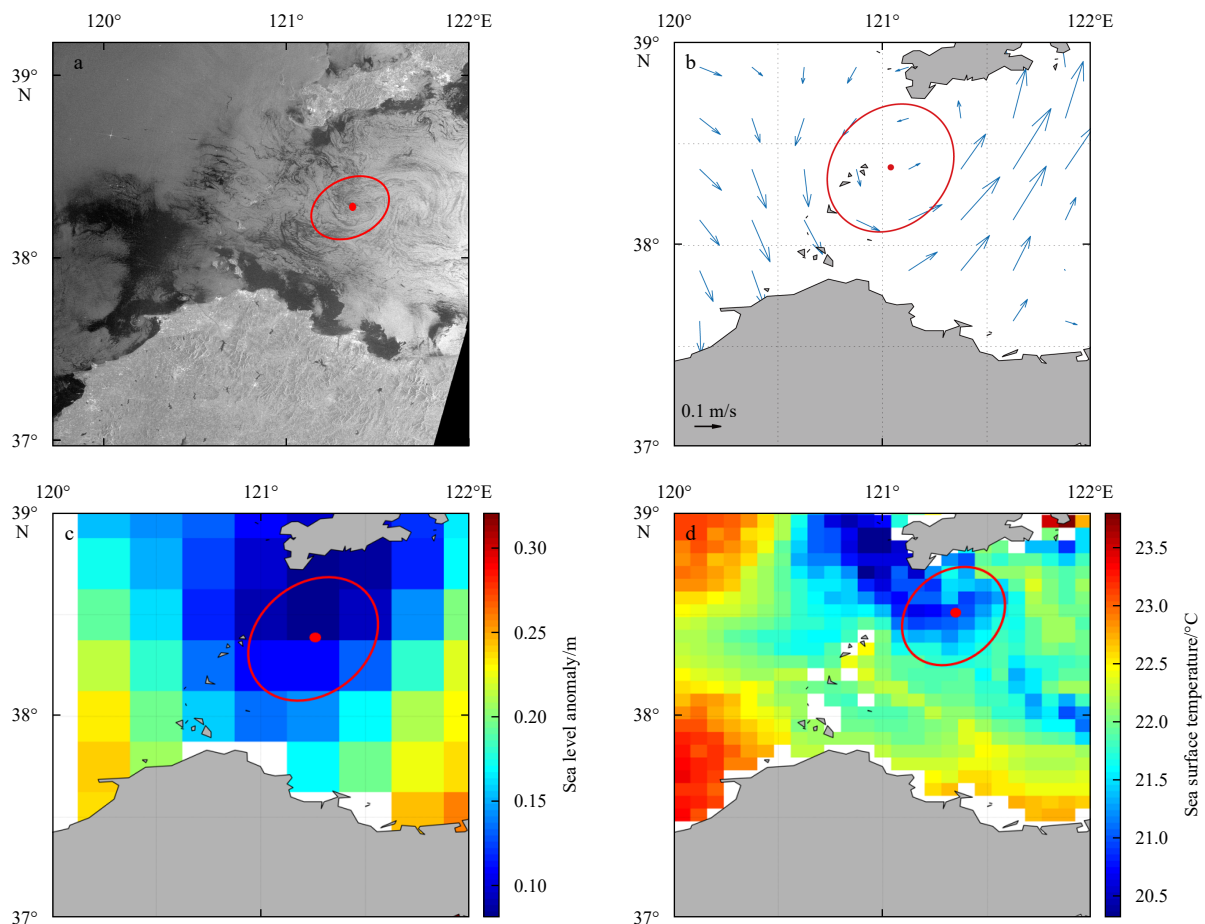 120° 121° 122°E
39°
N
38°
37°
a
120° 121° 122°E
39°
N
38°
37°
b
0.1 m/s
120° 121° 122°E
39°
N
38°
37°
c
0.30
0.25
0.20
0.15
0.10
Sea level anomaly/m
120° 121° 122°E
39°
N
38°
37°
d
23.5
23.0
22.5
22.0
21.5
21.0
20.5
Sea surface temperature/°C